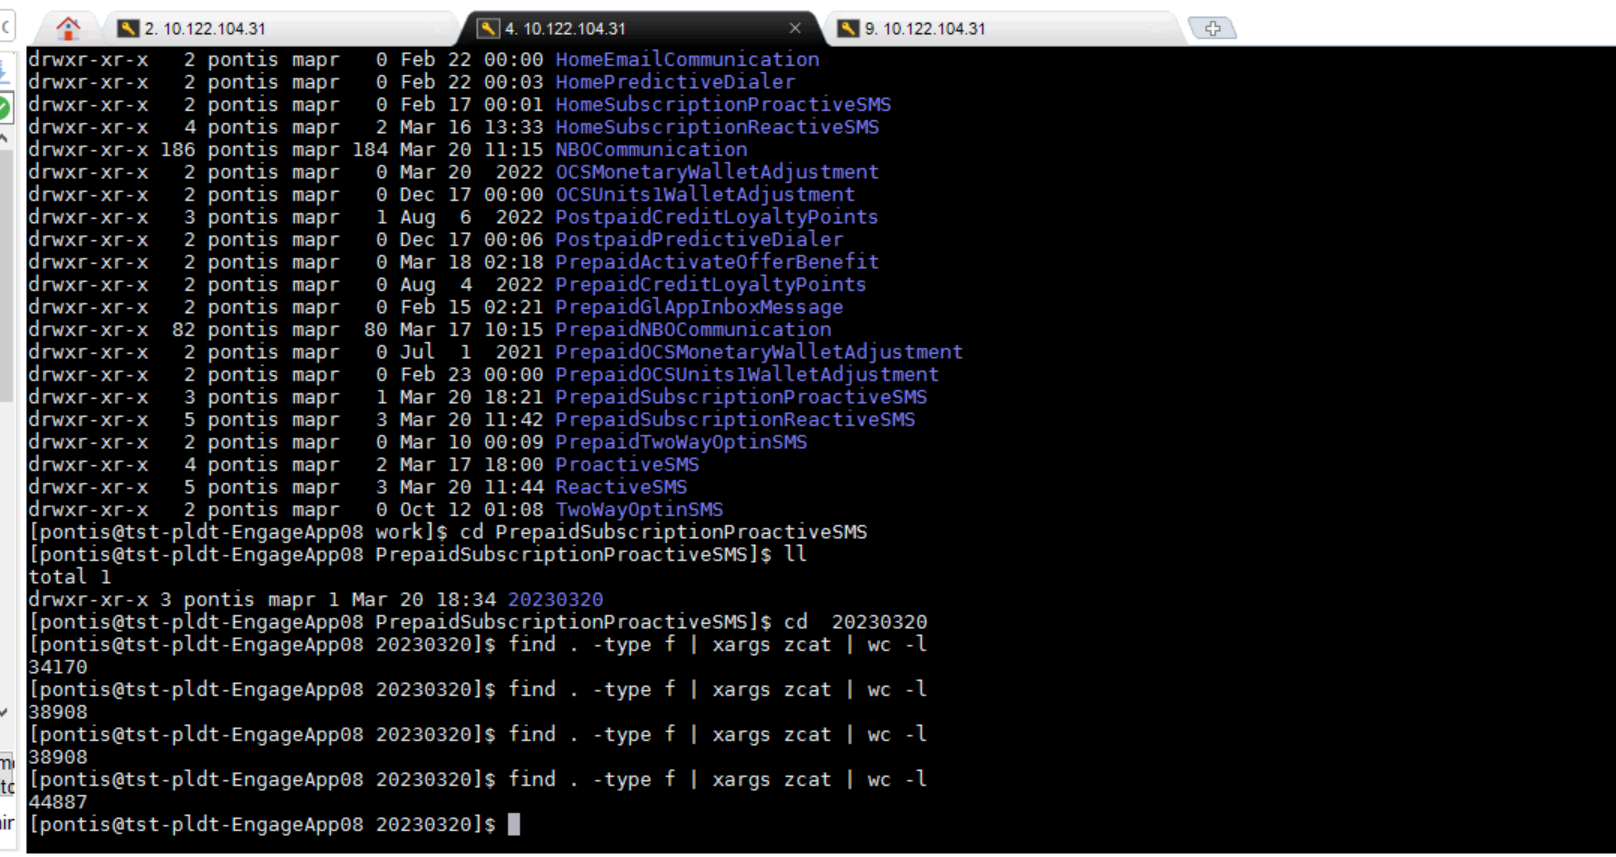 2. 10.122.104.31
4. 10.122.104.31
9. 10.122.104.31
drwxr-xr-x   2 pontis mapr   0 Feb 22 00:00 HomeEmailCommunication
drwxr-xr-x   2 pontis mapr   0 Feb 22 00:03 HomePredictiveDialer
drwxr-xr-x   2 pontis mapr   0 Feb 17 00:01 HomeSubscriptionProactiveSMS
drwxr-xr-x   4 pontis mapr   2 Mar 16 13:33 HomeSubscriptionReactiveSMS
drwxr-xr-x 186 pontis mapr 184 Mar 20 11:15 NBOCommunication
drwxr-xr-x   2 pontis mapr   0 Mar 20  2022 OCSMonetaryWalletAdjustment
drwxr-xr-x   2 pontis mapr   0 Dec 17 00:00 OCSUnits1WalletAdjustment
drwxr-xr-x   3 pontis mapr   1 Aug  6  2022 PostpaidCreditLoyaltyPoints
drwxr-xr-x   2 pontis mapr   0 Dec 17 00:06 PostpaidPredictiveDialer
drwxr-xr-x   2 pontis mapr   0 Mar 18 02:18 PrepaidActivateOfferBenefit
drwxr-xr-x   2 pontis mapr   0 Aug  4  2022 PrepaidCreditLoyaltyPoints
drwxr-xr-x   2 pontis mapr   0 Feb 15 02:21 PrepaidGlAppInboxMessage
drwxr-xr-x  82 pontis mapr  80 Mar 17 10:15 PrepaidNBOCommunication
drwxr-xr-x   2 pontis mapr   0 Jul  1  2021 PrepaidOCSMonetaryWalletAdjustment
drwxr-xr-x   2 pontis mapr   0 Feb 23 00:00 PrepaidOCSUnits1WalletAdjustment
drwxr-xr-x   3 pontis mapr   1 Mar 20 18:21 PrepaidSubscriptionProactiveSMS
drwxr-xr-x   5 pontis mapr   3 Mar 20 11:42 PrepaidSubscriptionReactiveSMS
drwxr-xr-x   2 pontis mapr   0 Mar 10 00:09 PrepaidTwoWayOptinSMS
drwxr-xr-x   4 pontis mapr   2 Mar 17 18:00 ProactiveSMS
drwxr-xr-x   5 pontis mapr   3 Mar 20 11:44 ReactiveSMS
drwxr-xr-x   2 pontis mapr   0 Oct 12 01:08 TwoWayOptinSMS
[pontis@tst-pldt-EngageApp08 work]$ cd PrepaidSubscriptionProactiveSMS
[pontis@tst-pldt-EngageApp08 PrepaidSubscriptionProactiveSMS]$ ll
total 1
drwxr-xr-x 3 pontis mapr 1 Mar 20 18:34 20230320
[pontis@tst-pldt-EngageApp08 PrepaidSubscriptionProactiveSMS]$ cd  20230320
[pontis@tst-pldt-EngageApp08 20230320]$ find . -type f | xargs zcat | wc -l
34170
[pontis@tst-pldt-EngageApp08 20230320]$ find . -type f | xargs zcat | wc -l
38908
[pontis@tst-pldt-EngageApp08 20230320]$ find . -type f | xargs zcat | wc -l
38908
[pontis@tst-pldt-EngageApp08 20230320]$ find . -type f | xargs zcat | wc -l
44887
[pontis@tst-pldt-EngageApp08 20230320]$